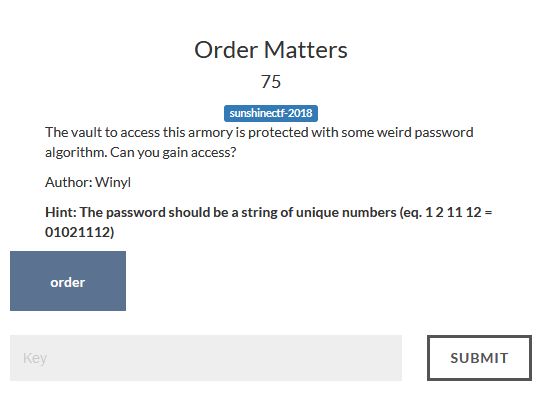 Order Matters
75
sunshinectf-2018
The vault to access this armory is protected with some weird password
algorithm. Can you gain access?
Author: Winyl
Hint: The password should be a string of unique numbers (eq. 1 2 11 12 =
01021112)
order
Key
SUBMIT